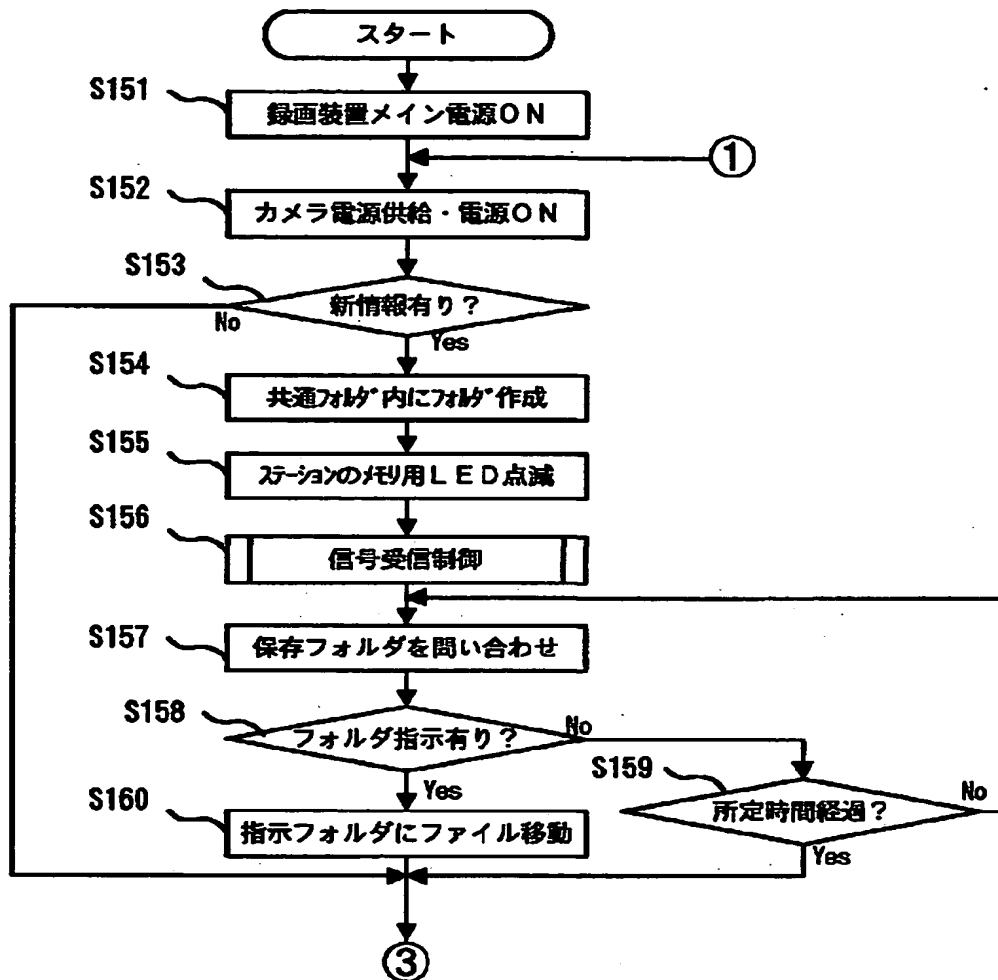 スタート
S151
録画装置メイン電源ON
①
S152
カメラ電源供給・電源ON
S153
新情報有り？
No
Yes
S154
共通フォルダ内にフォルダ作成
S155
ステーションのメモリ用LED点滅
S156
信号受信制御
S157
保存フォルダを問い合わせ
S158
フォルダ指示有り？
No
Yes
S159
所定時間経過？
No
Yes
S160
指示フォルダにファイル移動
③